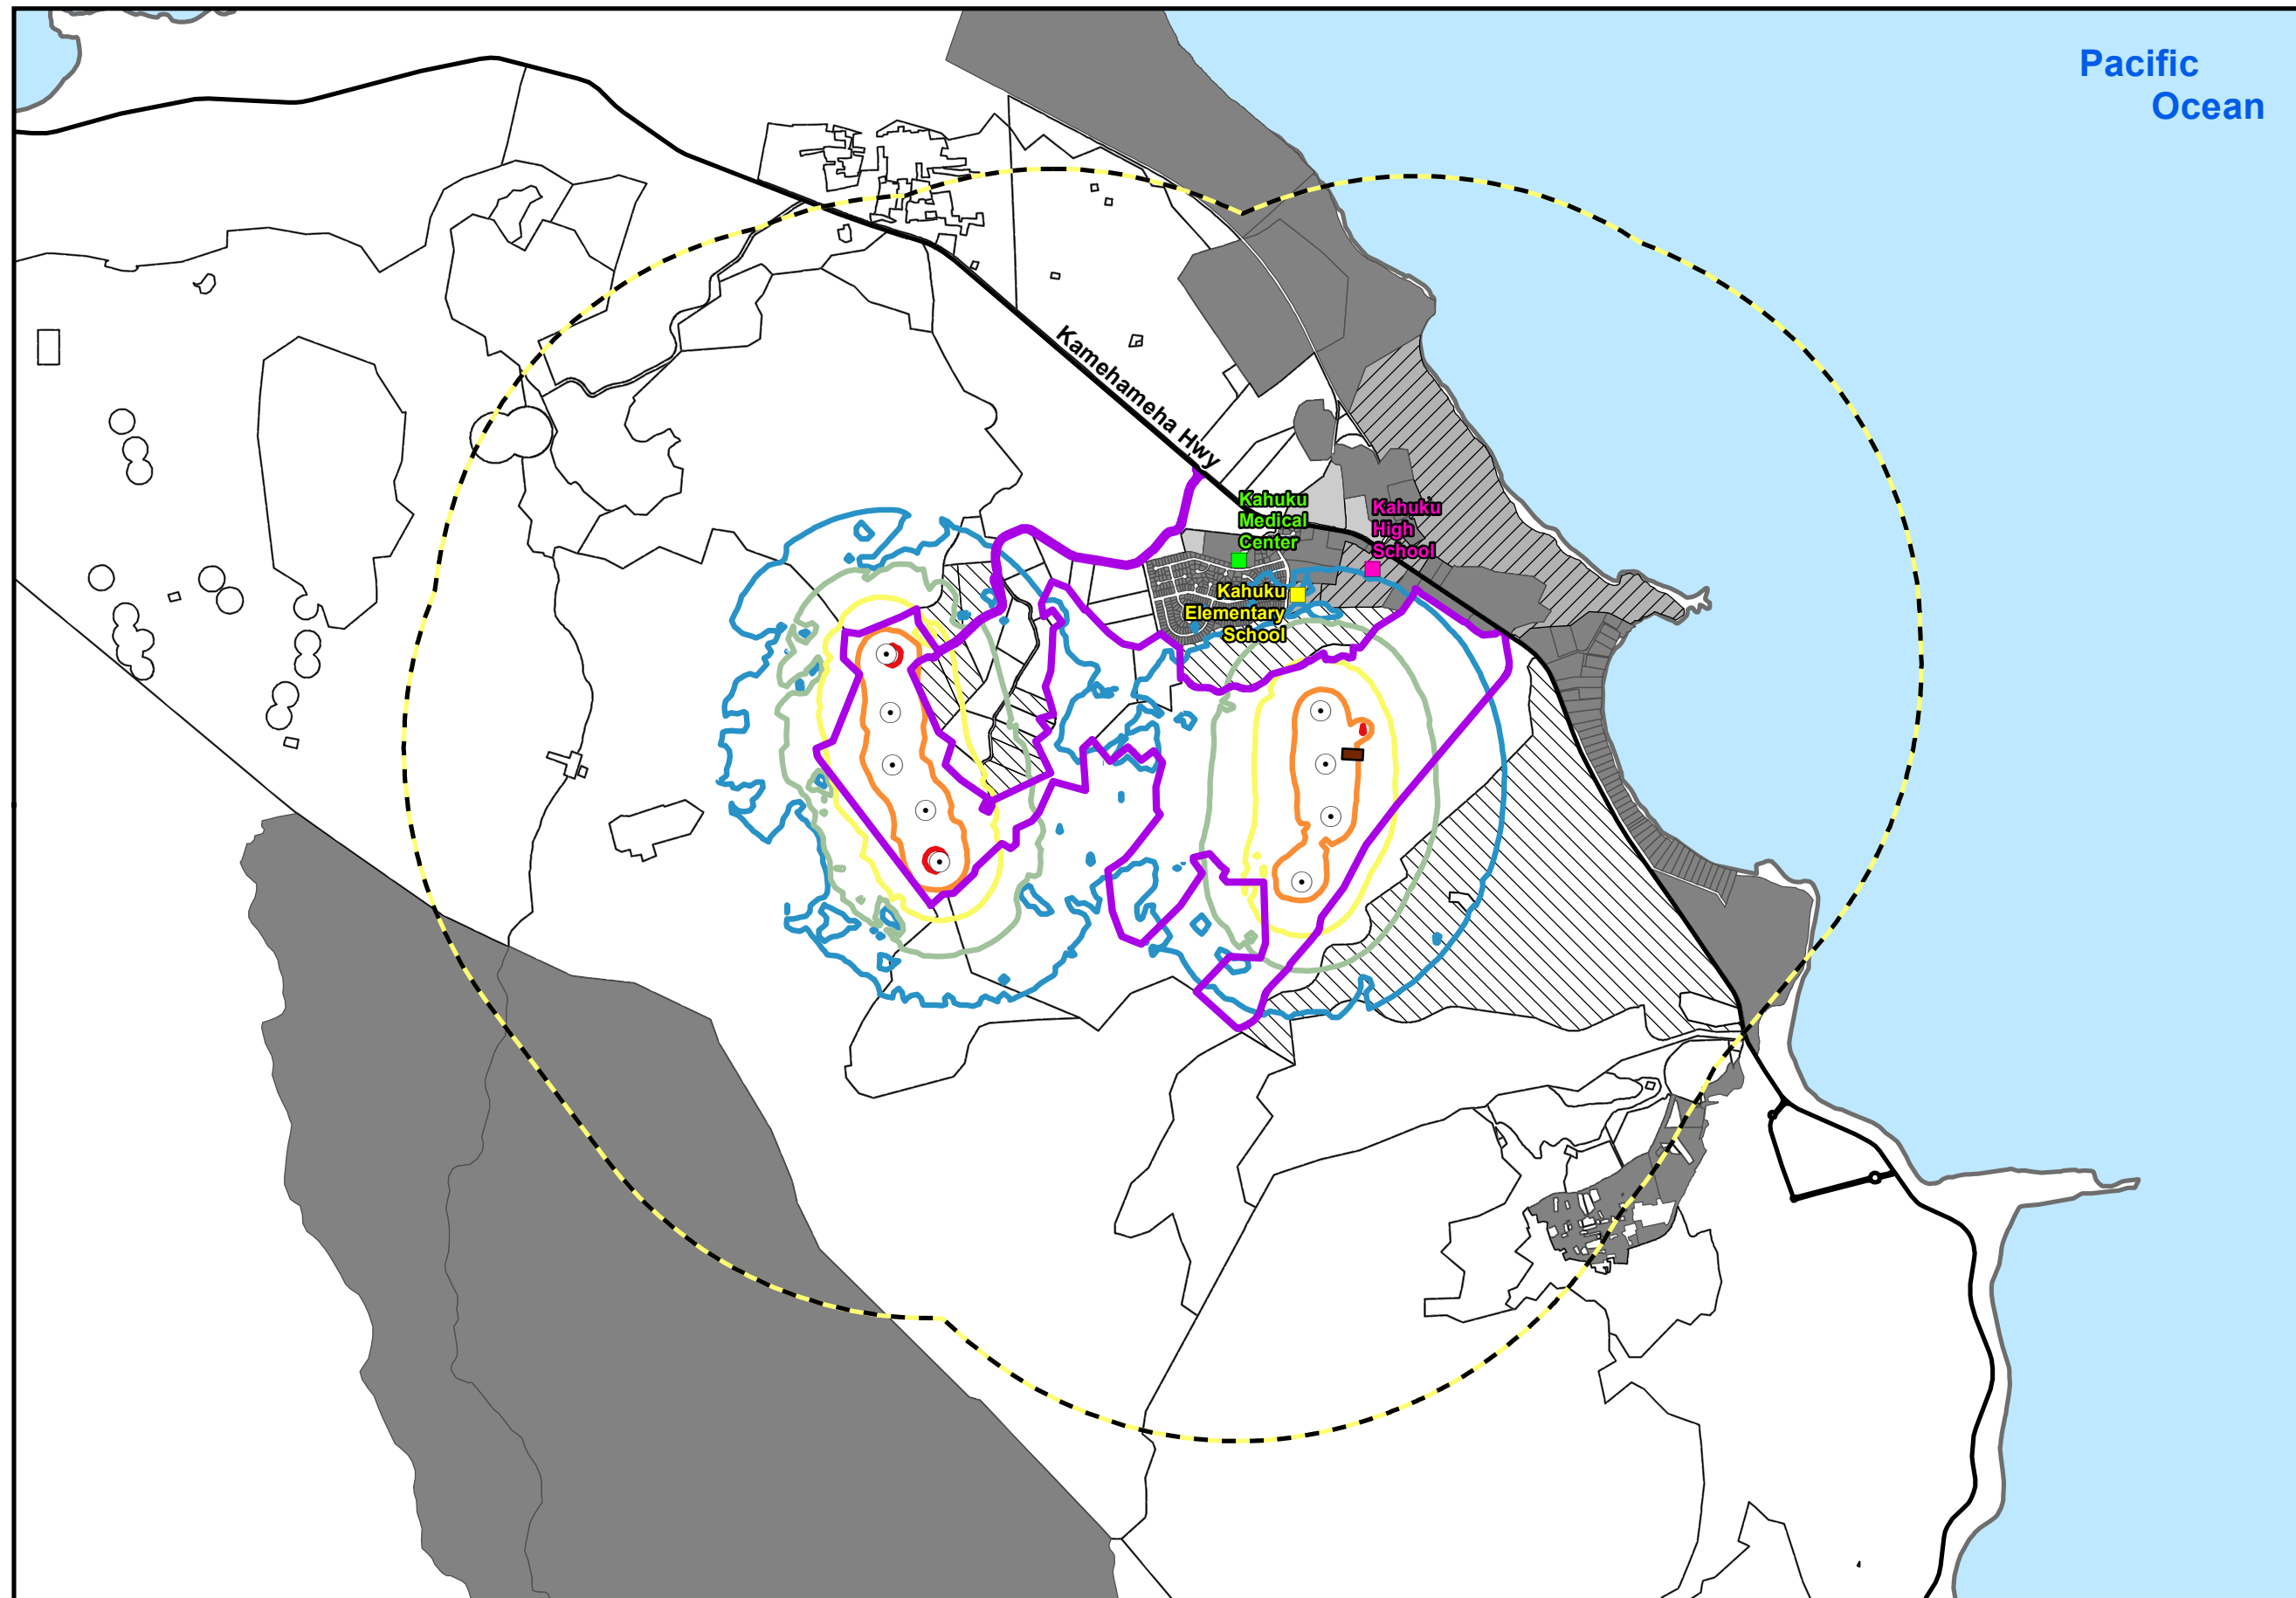 Pacific
Ocean
Kamehameha Hwy
Kahuku
Medical
Center
Kahuku
High
School
Kahuku
Elementary
School